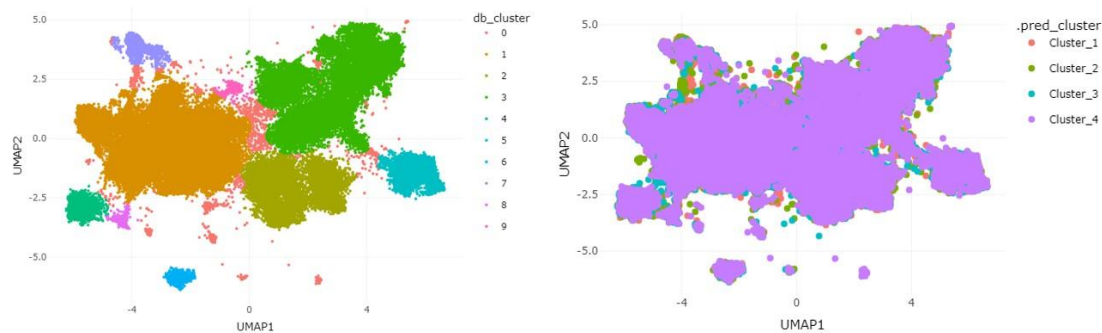 db_cluster
5.0
0
1
2
2.5
3
4
0.0
5
6
7
-2.5
8
9
-5.0
-4
0
4
UMAP1
UMAP2
.pred_cluster
5.0
Cluster_1
Cluster_2
2.5
Cluster_3
Cluster_4
0.0
-2.5
-5.0
-4
0
4
UMAP1
UMAP2